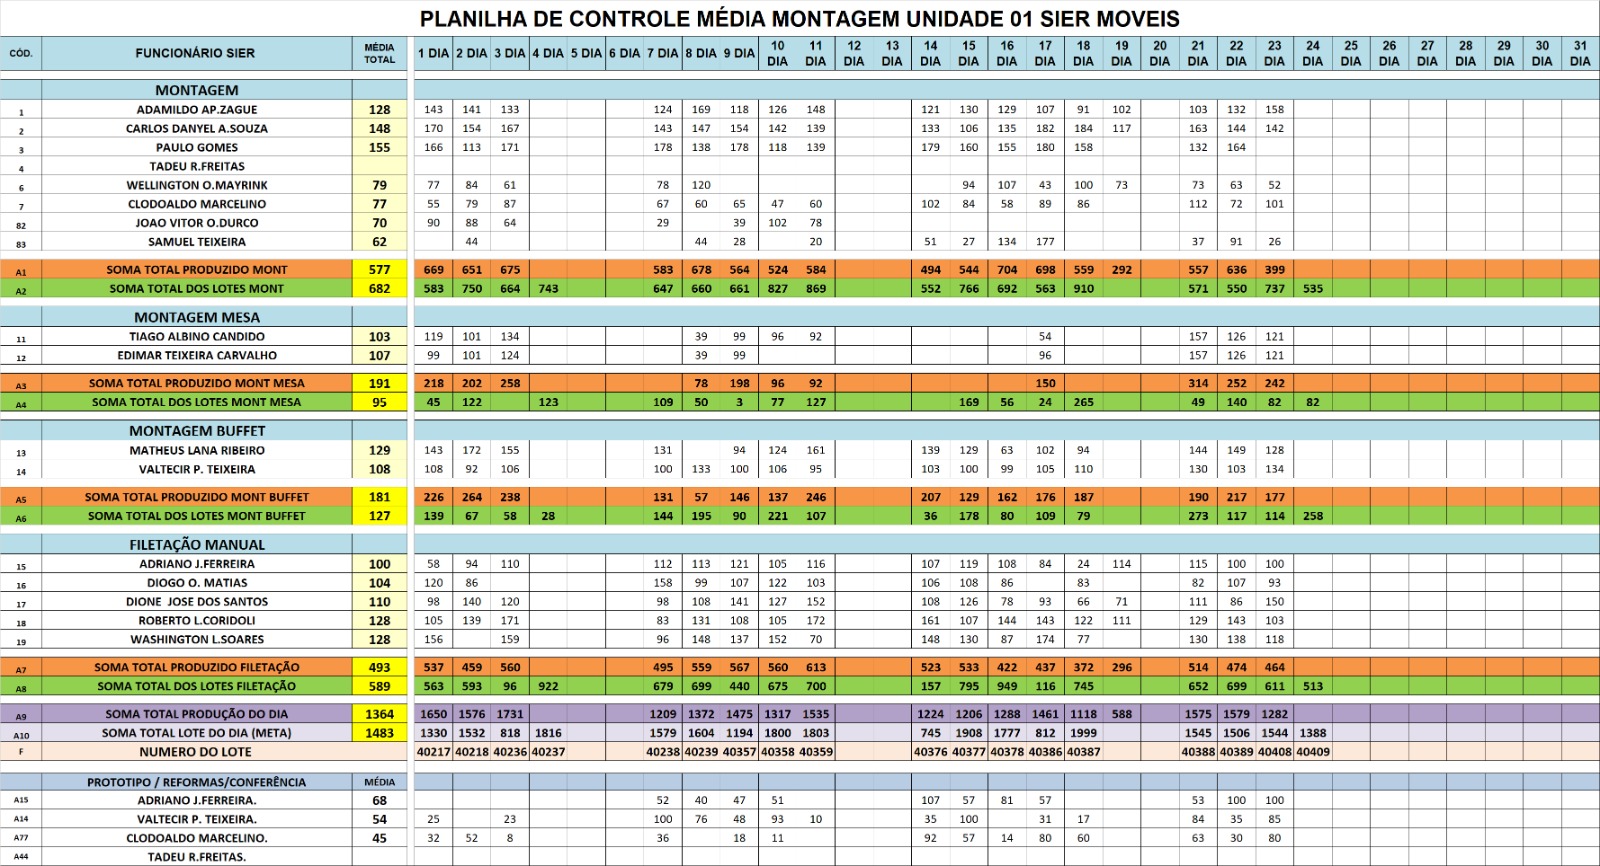 PLANILHA DE CONTROLE MÉDIA MONTAGEM UNIDADE 01 SIER MOVEIS
CÓD. FUNCIONÁRIO SIER MÉDIA TOTAL 1 DIA 2 DIA 3 DIA 4 DIA 5 DIA 6 DIA 7 DIA 8 DIA 9 DIA 10 DIA 11 DIA 12 DIA 13 DIA 14 DIA 15 DIA 16 DIA 17 DIA 18 DIA 19 DIA 20 DIA 21 DIA 22 DIA 23 DIA 24 DIA 25 DIA 26 DIA 27 DIA 28 DIA 29 DIA 30 DIA 31 DIA
MONTAGEM
1 ADAMILDO AP.ZAGUE 128 143 141 133 124 169 118 126 148 121 130 129 107 91 102 103 132 158
2 CARLOS DANYEL A.SOUZA 148 170 154 167 143 147 154 142 139 133 106 135 182 184 117 163 144 142
3 PAULO GOMES 155 166 113 171 178 138 178 118 139 179 160 155 180 158 132 164
4 TADEU R.FREITAS
6 WELLINGTON O.MAYRINK 79 77 84 61 78 120 94 107 43 100 73 73 63 52
7 CLODOALDO MARCELINO 77 55 79 87 67 60 65 47 60 102 84 58 89 86 112 72 101
82 JOAO VITOR O.DURCO 70 90 88 64 29 39 102 78
83 SAMUEL TEIXEIRA 62 44 44 28 20 51 27 134 177 37 91 26
A1 SOMA TOTAL PRODUZIDO MONT 577 669 651 675 583 678 564 524 584 494 544 704 698 559 292 557 636 399
A2 SOMA TOTAL DOS LOTES MONT 682 583 750 664 743 647 660 661 827 869 552 766 692 563 910 571 550 737 535
MONTAGEM MESA
11 TIAGO ALBINO CANDIDO 103 119 101 134 39 99 96 92 54 157 126 121
12 EDIMAR TEIXEIRA CARVALHO 107 99 101 124 39 99 96 157 126 121
A3 SOMA TOTAL PRODUZIDO MONT MESA 191 218 202 258 78 198 96 92 150 314 252 242
A4 SOMA TOTAL DOS LOTES MONT MESA 95 45 122 123 109 50 3 77 127 169 56 24 265 49 140 82 82
MONTAGEM BUFFET
13 MATHEUS LANA RIBEIRO 129 143 172 155 131 94 124 161 139 129 63 102 94 144 149 128
14 VALTECIR P. TEIXEIRA 108 108 92 106 100 133 100 106 95 103 100 99 105 110 130 103 134
A5 SOMA TOTAL PRODUZIDO MONT BUFFET 181 226 264 238 131 57 146 137 246 207 129 162 176 187 190 217 177
A6 SOMA TOTAL DOS LOTES MONT BUFFET 127 139 67 58 28 144 195 90 221 107 36 178 80 109 79 273 117 114 258
FILETAÇÃO MANUAL
15 ADRIANO J.FERREIRA 100 58 94 110 112 113 121 105 116 107 119 108 84 24 114 115 100 100
16 DIOGO O. MATIAS 104 120 86 158 99 107 122 103 106 108 86 83 82 107 93
17 DIONE JOSE DOS SANTOS 110 98 140 120 98 108 141 127 152 108 126 78 93 66 71 111 86 150
18 ROBERTO L.CORIDOLI 128 105 139 171 83 131 108 105 172 161 107 144 143 122 111 129 143 103
19 WASHINGTON L.SOARES 128 156 159 96 148 137 152 70 148 130 87 174 77 130 138 118
A7 SOMA TOTAL PRODUZIDO FILETAÇÃO 493 537 459 560 495 559 567 560 613 523 533 422 437 372 296 514 474 464
A8 SOMA TOTAL DOS LOTES FILETAÇÃO 589 563 593 96 922 679 699 440 675 700 157 795 949 116 745 652 699 611 513
A9 SOMA TOTAL PRODUÇÃO DO DIA 1364 1650 1576 1731 1209 1372 1475 1317 1535 1224 1206 1288 1461 1118 588 1575 1579 1282
A10 SOMA TOTAL LOTE DO DIA (META) 1483 1330 1532 818 1816 1579 1604 1194 1800 1803 745 1908 1777 812 1999 1545 1506 1544 1388
F NUMERO DO LOTE 40217 40218 40236 40237 40238 40239 40357 40358 40359 40376 40377 40378 40386 40387 40388 40389 40408 40409
PROTOTIPO / REFORMAS/CONFERÊNCIA MÉDIA
A15 ADRIANO J.FERREIRA. 68 52 40 47 51 107 57 81 57 53 100 100
A14 VALTECIR P. TEIXEIRA. 54 25 23 100 76 48 93 10 35 100 31 17 84 35 85
A77 CLODOALDO MARCELINO. 45 32 52 8 36 18 11 92 57 14 80 60 63 30 80
A44 TADEU R.FREITAS.